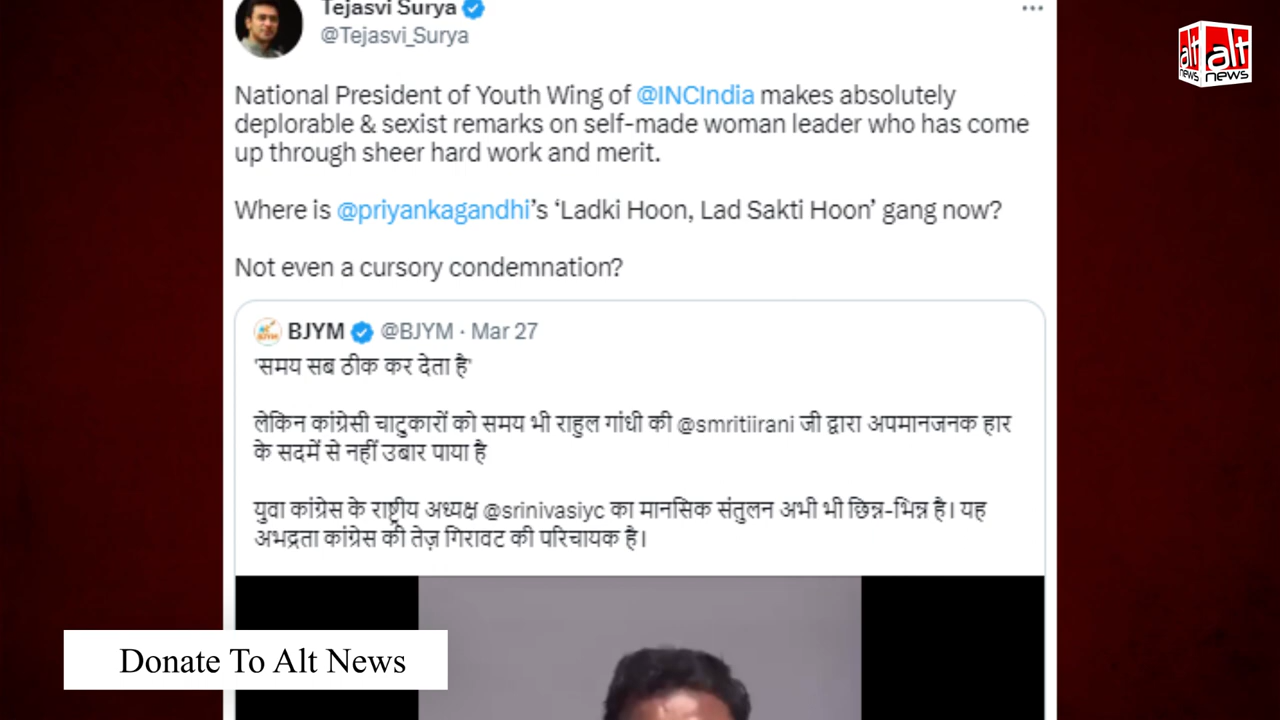 Tejasvi Surya
@Tejasvi_Surya
alt alt
news news
National President of Youth Wing of @INCIndia makes absolutely
deplorable & sexist remarks on self-made woman leader who has come
up through sheer hard work and merit.
Where is @priyankagandhi's ‘Ladki Hoon, Lad Sakti Hoon’ gang now?
Not even a cursory condemnation?
BJYM @BJYM · Mar 27
'समय सब ठीक कर देता है'
लेकिन कांग्रेसी चाटुकारों को समय भी राहुल गांधी की @smritiirani जी द्वारा अपमानजनक हार
के सदमें से नहीं उबार पाया है
युवा कांग्रेस के राष्ट्रीय अध्यक्ष @srinivasiyc का मानसिक संतुलन अभी भी छिन्न-भिन्न है। यह
अभद्रता कांग्रेस की तेज़ गिरावट की परिचायक है।
Donate To Alt News